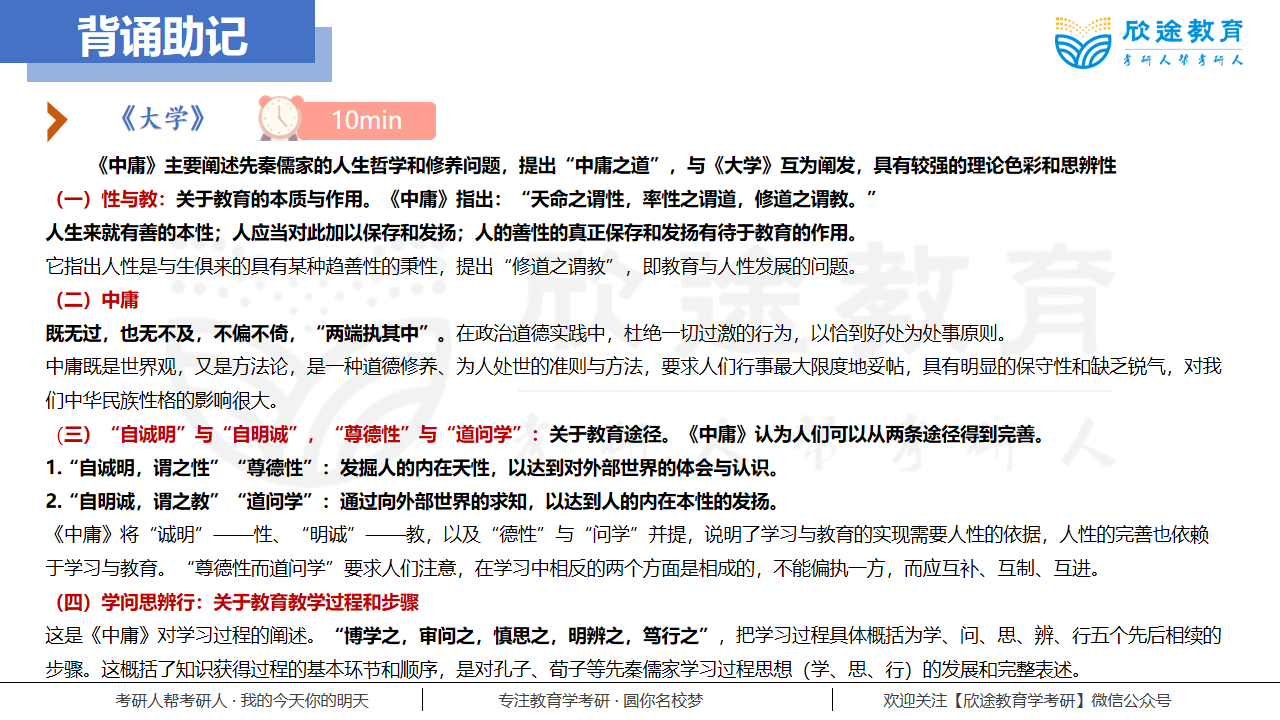 背诵助记
欣途教育
考研人帮考研人
《大学》
10min
《中庸》主要阐述先秦儒家的人生哲学和修养问题，提出“中庸之道”，与《大学》互为阐发，具有较强的理论色彩和思辨性
（一）性与教：关于教育的本质与作用。《中庸》指出：“天命之谓性，率性之谓道，修道之谓教。”
人生来就有善的本性；人应当对此加以保存和发扬；人的善性的真正保存和发扬有待于教育的作用。
它指出人性是与生俱来的具有某种趋善性的秉性，提出“修道之谓教”，即教育与人性发展的问题。
（二）中庸
既无过，也无不及，不偏不倚，“两端执其中”。在政治道德实践中，杜绝一切过激的行为，以恰到好处为处事原则。
中庸既是世界观，又是方法论，是一种道德修养、为人处世的准则与方法，要求人们行事最大限度地妥帖，具有明显的保守性和缺乏锐气，对我
们中华民族性格的影响很大。
（三）“自诚明”与“自明诚”，“尊德性”与“道问学”：关于教育途径。《中庸》认为人们可以从两条途径得到完善。
1.“自诚明，谓之性”“尊德性”：发掘人的内在天性，以达到对外部世界的体会与认识。
2.“自明诚，谓之教”“道问学”：通过向外部世界的求知，以达到人的内在本性的发扬。
《中庸》将“诚明”——性、“明诚”——教，以及“德性”与“问学”并提，说明了学习与教育的实现需要人性的依据，人性的完善也依赖
于学习与教育。“尊德性而道问学”要求人们注意，在学习中相反的两个方面是相成的，不能偏执一方，而应互补、互制、互进。
（四）学问思辨行：关于教育教学过程和步骤
这是《中庸》对学习过程的阐述。“博学之，审问之，慎思之，明辨之，笃行之”，把学习过程具体概括为学、问、思、辨、行五个先后相续的
步骤。这概括了知识获得过程的基本环节和顺序，是对孔子、荀子等先秦儒家学习过程思想（学、思、行）的发展和完整表述。
欣途教育
考研人帮考研人
考研人帮考研人 · 我的今天你的明天
专注教育学考研 · 圆你名校梦
欢迎关注【欣途教育学考研】微信公众号